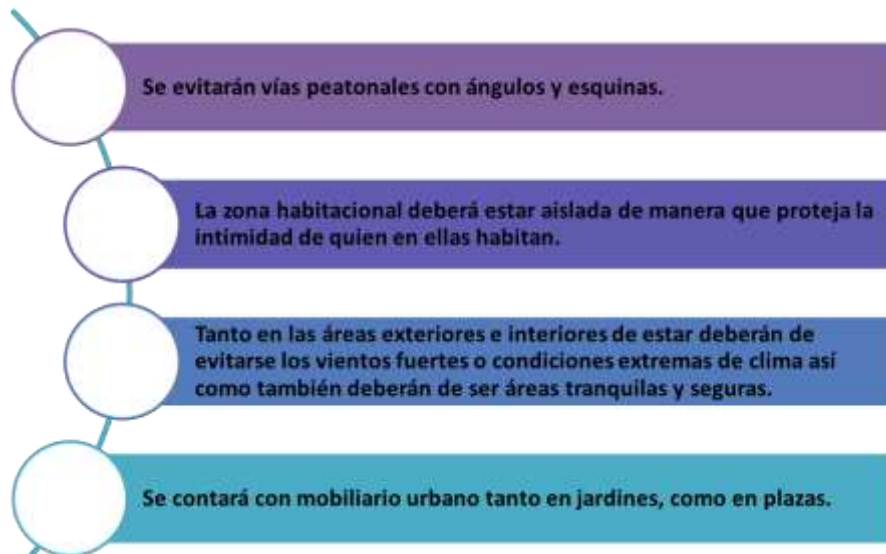 Se evitarán vías peatonales con ángulos y esquinas.
La zona habitacional deberá estar aislada de manera que proteja la
intimidad de quien en ellas habitan.
Tanto en las áreas exteriores e interiores de estar deberán de
evitarse los vientos fuertes o condiciones extremas de clima así
como también deberán de ser áreas tranquilas y seguras.
Se contará con mobiliario urbano tanto en jardines, como en plazas.